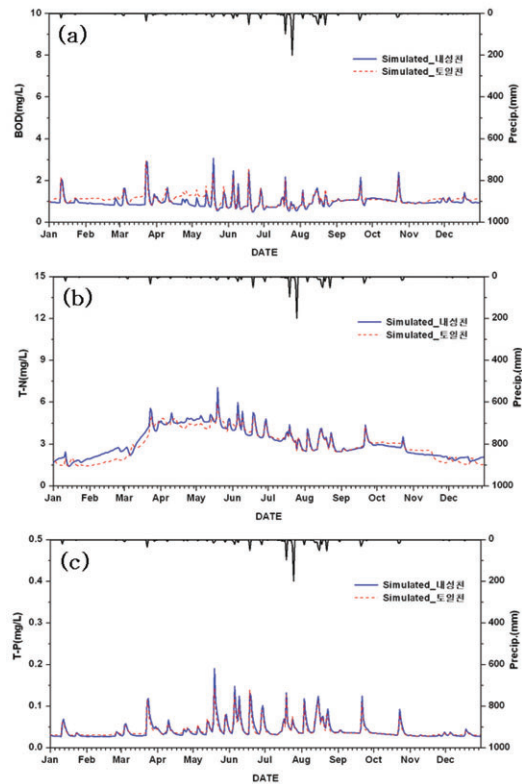 (a)
BOD(mg/L)
10
8
6
4
2
0
Simulated_내성천
Simulated_토일천
0
200
400
600
800
1000
Precip.(mm)
Jan Feb Mar Apr May Jun Jul Aug Sep Oct Nov Dec
DATE
(b)
T-N(mg/L)
15
12
9
6
3
0
Simulated_내성천
Simulated_토일천
0
200
400
600
800
1000
Precip.(mm)
Jan Feb Mar Apr May Jun Jul Aug Sep Oct Nov Dec
DATE
(c)
T-P(mg/L)
0.5
0.4
0.3
0.2
0.1
0.0
Simulated_내성천
Simulated_토일천
0
200
400
600
800
1000
Precip.(mm)
Jan Feb Mar Apr May Jun Jul Aug Sep Oct Nov Dec
DATE